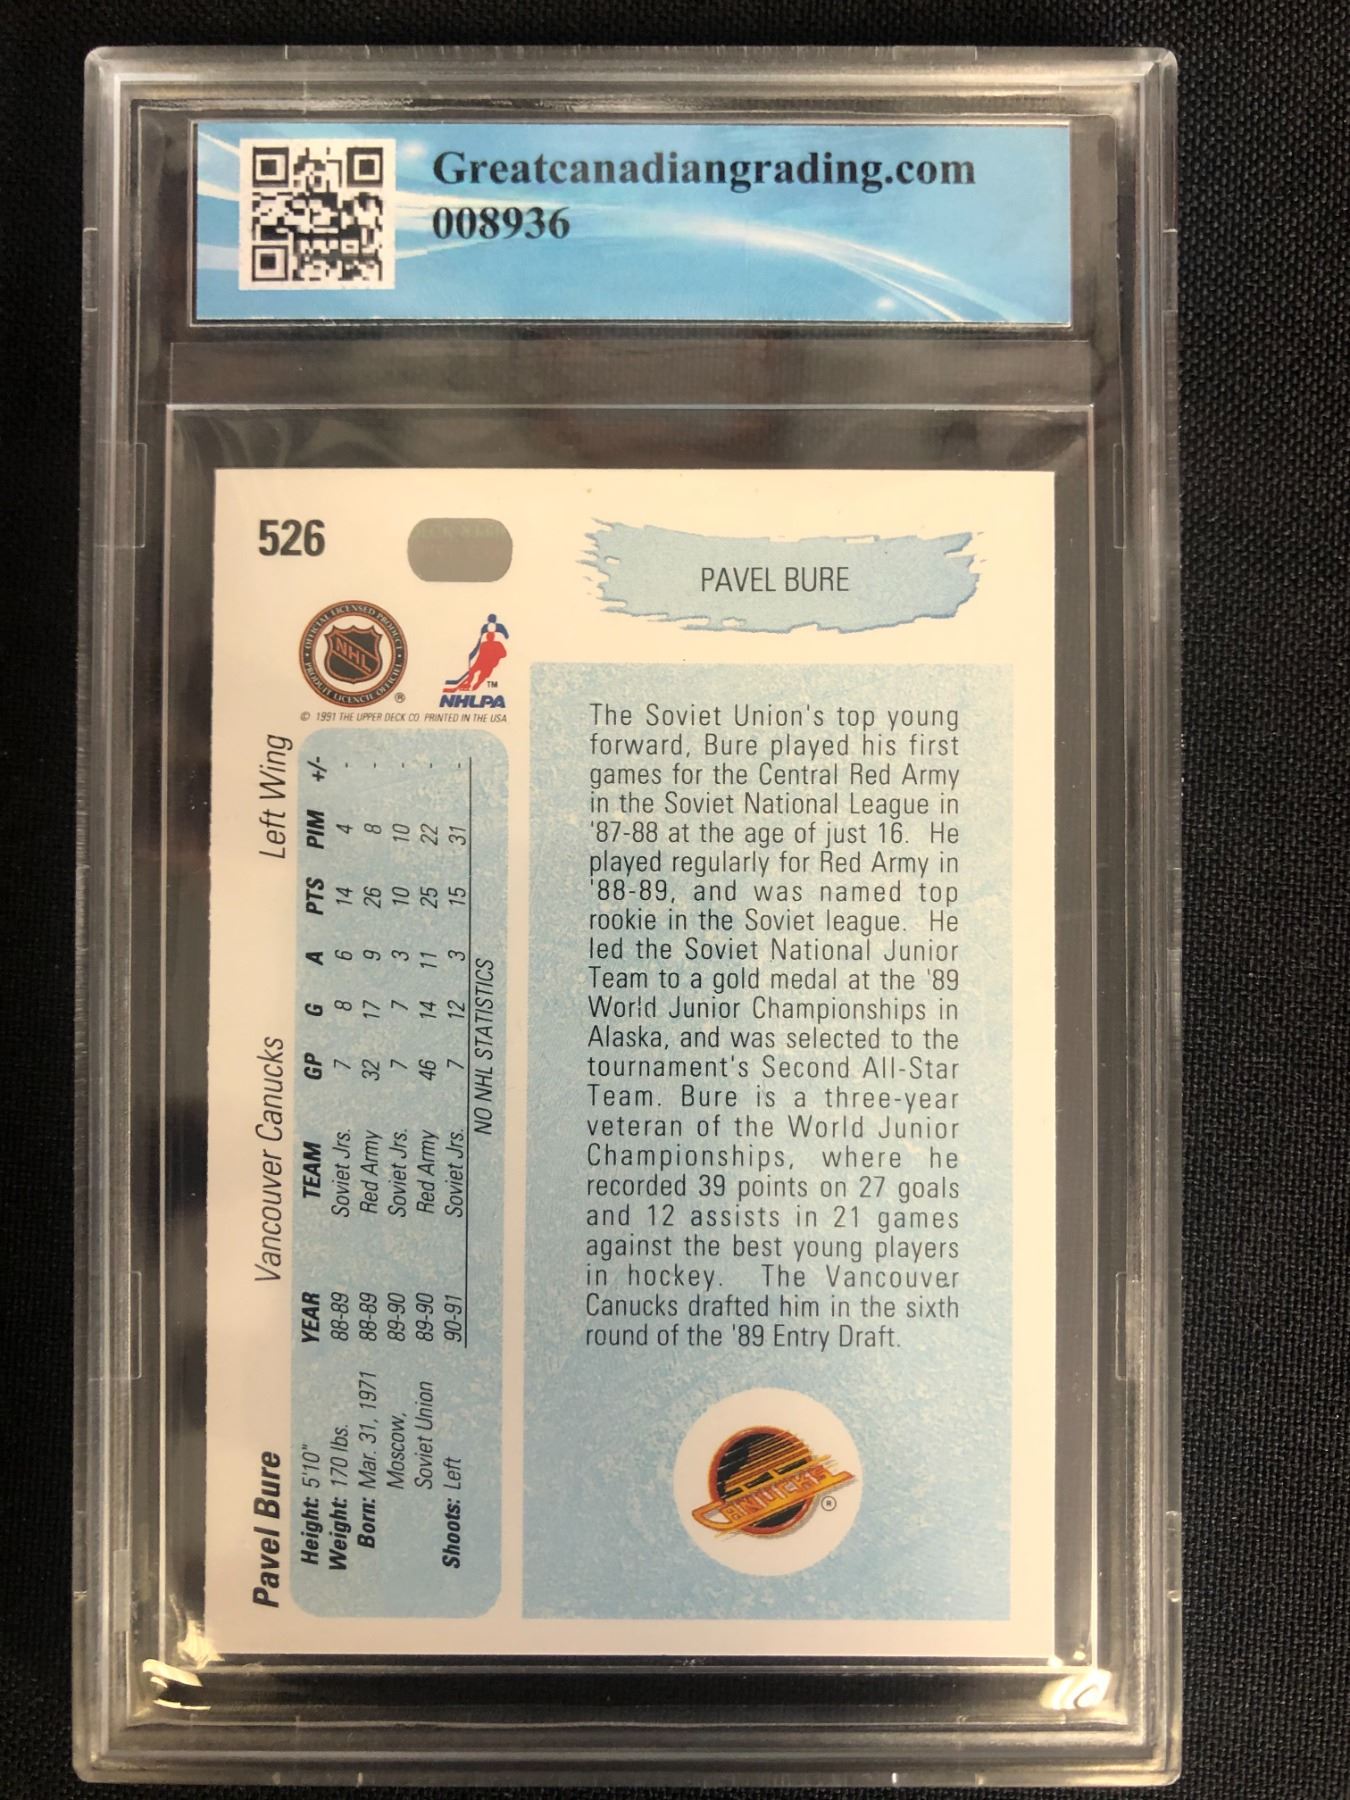 Greatcanadiangrading.com
008936
526
PAVEL BURE
OFFICIAL LICENSED PRODUCT
NHL
PRODUIT LICENCIE OFFICIEL
®
TM
NHLPA
© 1991 THE UPPER DECK CO. PRINTED IN THE USA
The Soviet Union's top young
forward, Bure played his first
games for the Central Red Army
in the Soviet National League in
'87-88 at the age of just 16. He
played regularly for Red Army in
'88-89, and was named top
rookie in the Soviet league. He
led the Soviet National Junior
Team to a gold medal at the '89
World Junior Championships in
Alaska, and was selected to the
tournament's Second All-Star
Team. Bure is a three-year
veteran of the World Junior
Championships, where he
recorded 39 points on 27 goals
and 12 assists in 21 games
against the best young players
in hockey. The Vancouver
Canucks drafted him in the sixth
round of the '89 Entry Draft.
CANUCKS
®
Pavel Bure Vancouver Canucks Left Wing
Height: 5'10"
Weight: 170 lbs.
Born: Mar. 31, 1971
Moscow,
Soviet Union
Shoots: Left
YEAR TEAM GP G A PTS PIM +/-
88-89 Soviet Jrs. 7 8 6 14 4 -
88-89 Red Army 32 17 9 26 8 -
89-90 Soviet Jrs. 7 7 3 10 10 -
89-90 Red Army 46 14 11 25 22 -
90-91 Soviet Jrs. 7 12 3 15 31 -
NO NHL STATISTICS